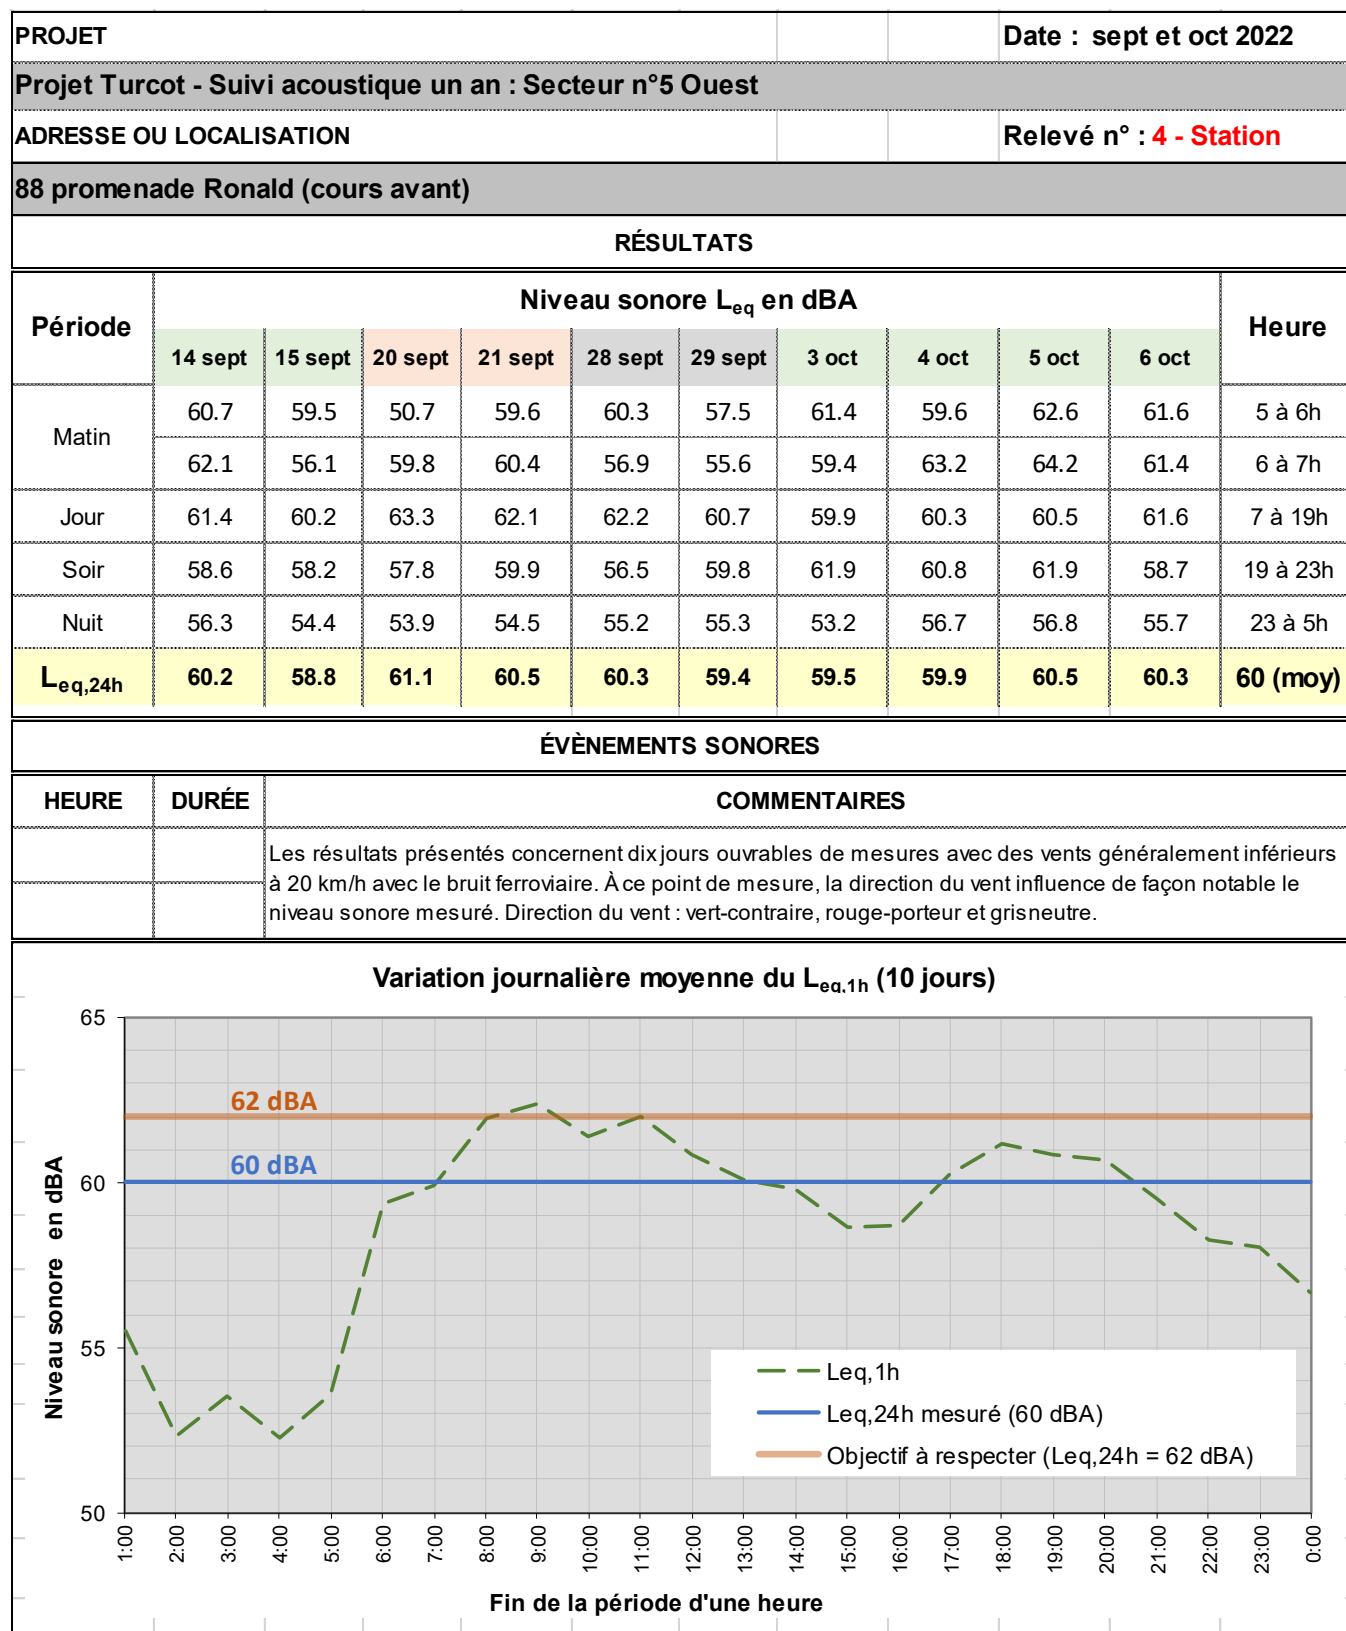 PROJET Date : sept et oct 2022
Projet Turcot - Suivi acoustique un an : Secteur n°5 Ouest
ADRESSE OU LOCALISATION Relevé n° : 4 - Station
88 promenade Ronald (cours avant)
RÉSULTATS
Période Niveau sonore Leq en dBA Heure
14 sept 15 sept 20 sept 21 sept 28 sept 29 sept 3 oct 4 oct 5 oct 6 oct
Matin 60.7 59.5 50.7 59.6 60.3 57.5 61.4 59.6 62.6 61.6 5 à 6h
62.1 56.1 59.8 60.4 56.9 55.6 59.4 63.2 64.2 61.4 6 à 7h
Jour 61.4 60.2 63.3 62.1 62.2 60.7 59.9 60.3 60.5 61.6 7 à 19h
Soir 58.6 58.2 57.8 59.9 56.5 59.8 61.9 60.8 61.9 58.7 19 à 23h
Nuit 56.3 54.4 53.9 54.5 55.2 55.3 53.2 56.7 56.8 55.7 23 à 5h
Leq,24h 60.2 58.8 61.1 60.5 60.3 59.4 59.5 59.9 60.5 60.3 60 (moy)
ÉVÈNEMENTS SONORES
HEURE DURÉE COMMENTAIRES
Les résultats présentés concernent dix jours ouvrables de mesures avec des vents généralement inférieurs
à 20 km/h avec le bruit ferroviaire. À ce point de mesure, la direction du vent influence de façon notable le
niveau sonore mesuré. Direction du vent : vert-contraire, rouge-porteur et grisneutre.
Variation journalière moyenne du Leq,1h (10 jours)
Niveau sonore en dBA
65
60
55
50
62 dBA
60 dBA
Leq,1h
Leq,24h mesuré (60 dBA)
Objectif à respecter (Leq,24h = 62 dBA)
1:00 2:00 3:00 4:00 5:00 6:00 7:00 8:00 9:00 10:00 11:00 12:00 13:00 14:00 15:00 16:00 17:00 18:00 19:00 20:00 21:00 22:00 23:00 0:00
Fin de la période d'une heure